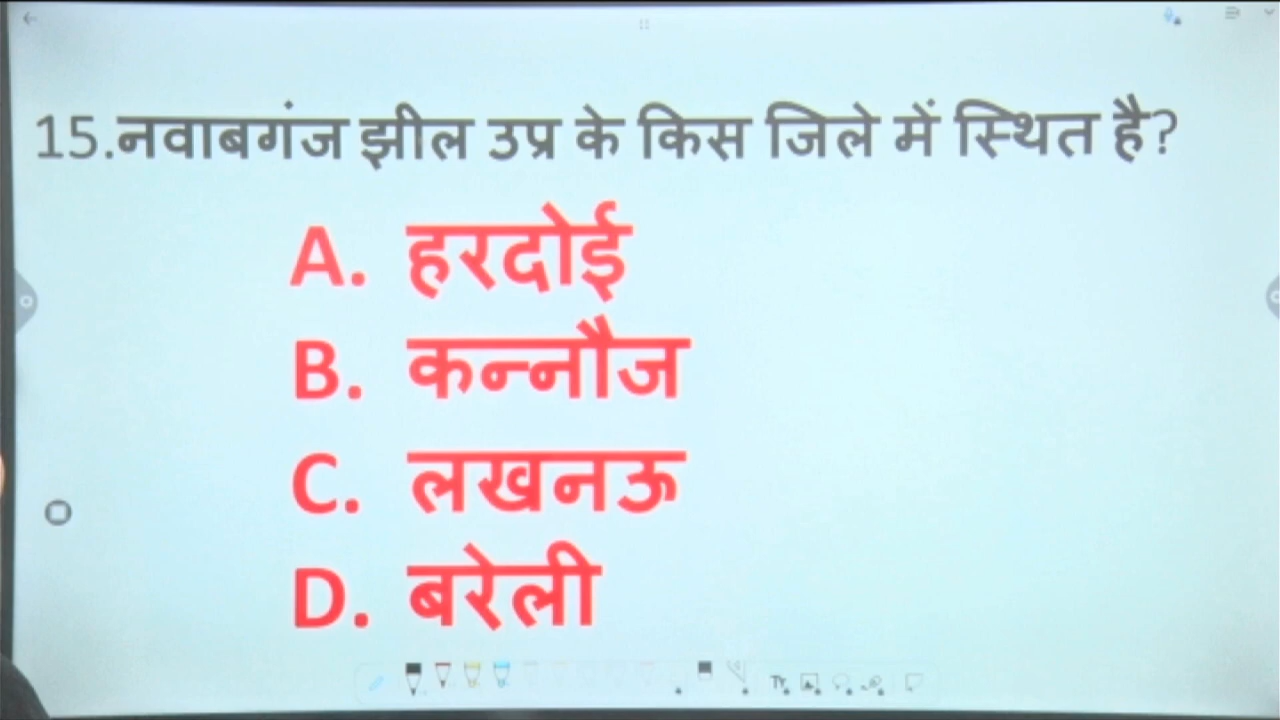 15.नवाबगंज झील उप्र के किस जिले में स्थित है?
A. हरदोई
B. कन्नौज
C. लखनऊ
D. बरेली